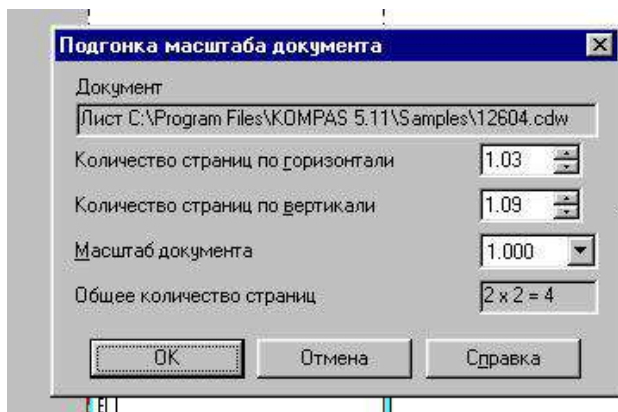 Подгонка масштаба документа
Документ
Лист C:\Program Files\KOMPAS 5.11\Samples\12604.cdw
Количество страниц по горизонтали 1.03
Количество страниц по вертикали 1.09
Масштаб документа 1.000
Общее количество страниц 2 x 2 = 4
OK Отмена Справка